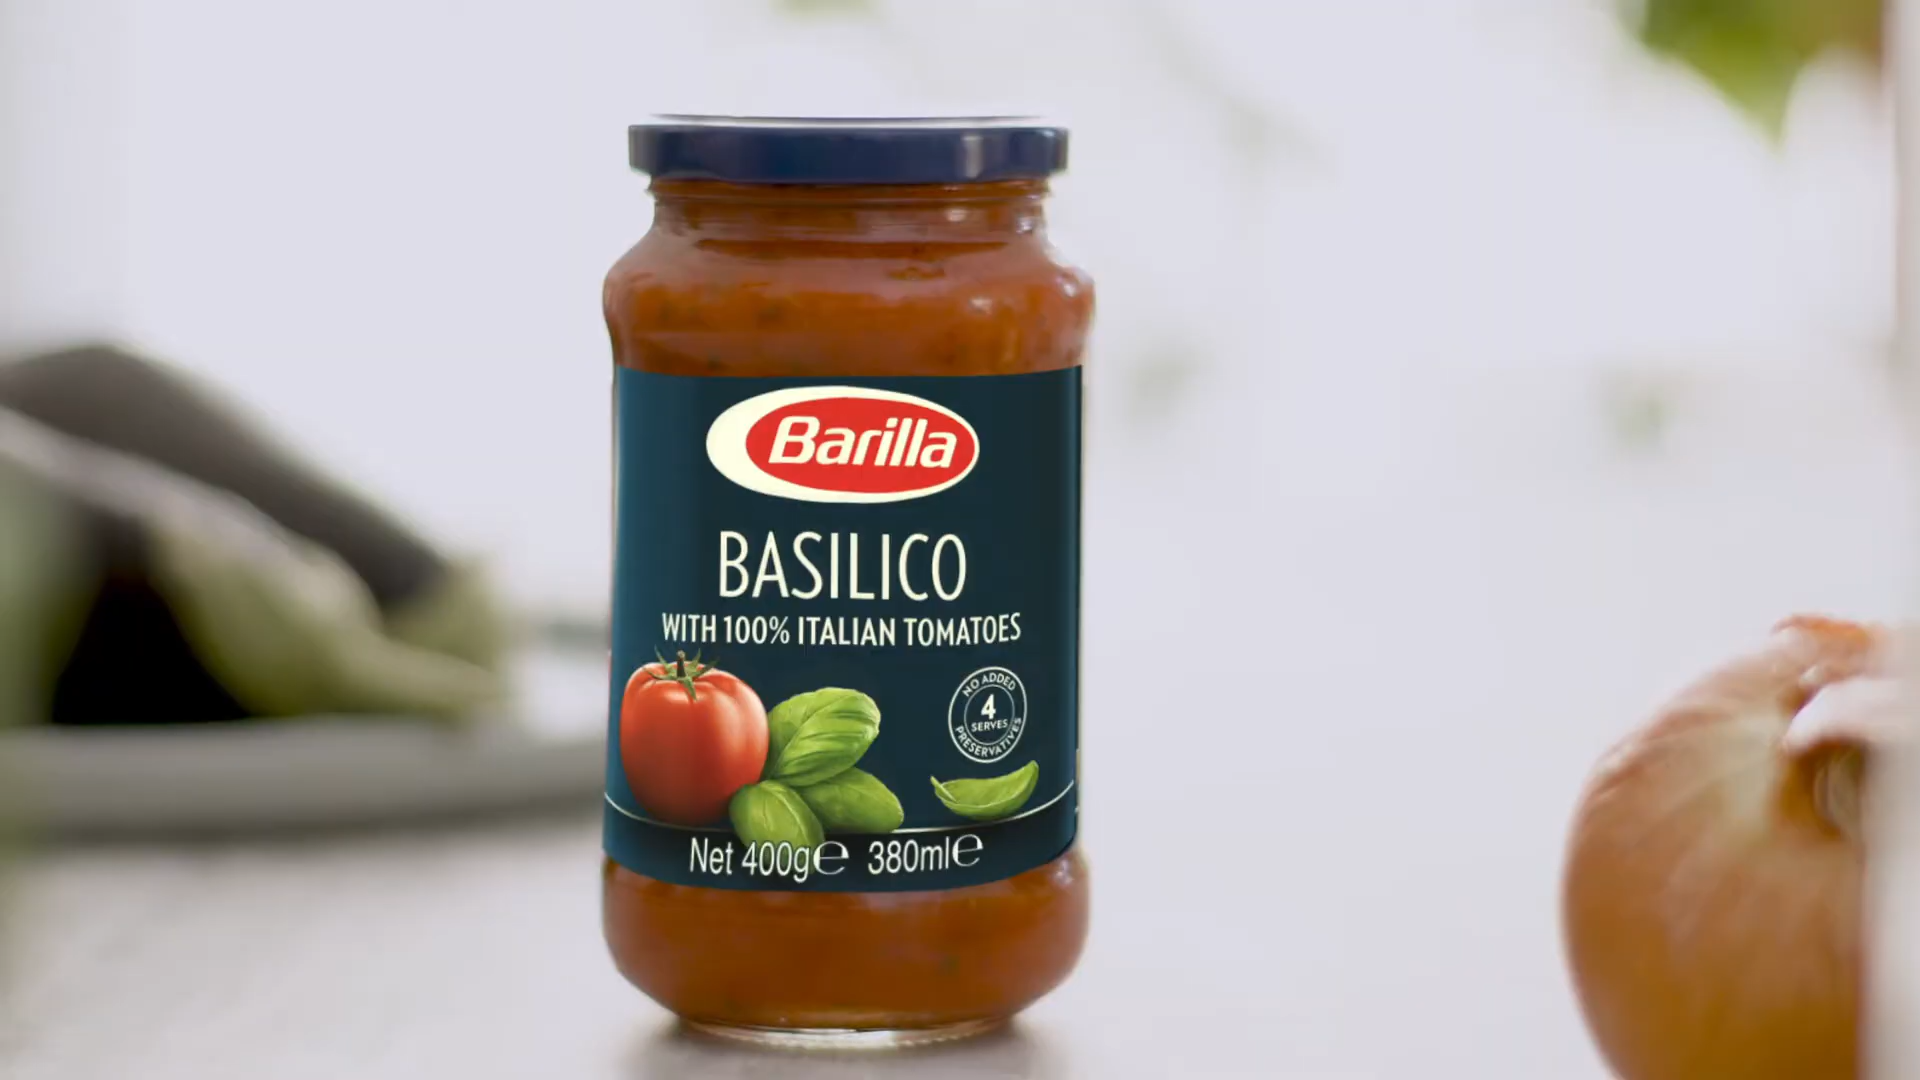 Barilla
BASILICO
WITH 100% ITALIAN TOMATOES
NO ADDED
4
SERVES
PRESERVATIVES
Net 400g℮ 380ml℮